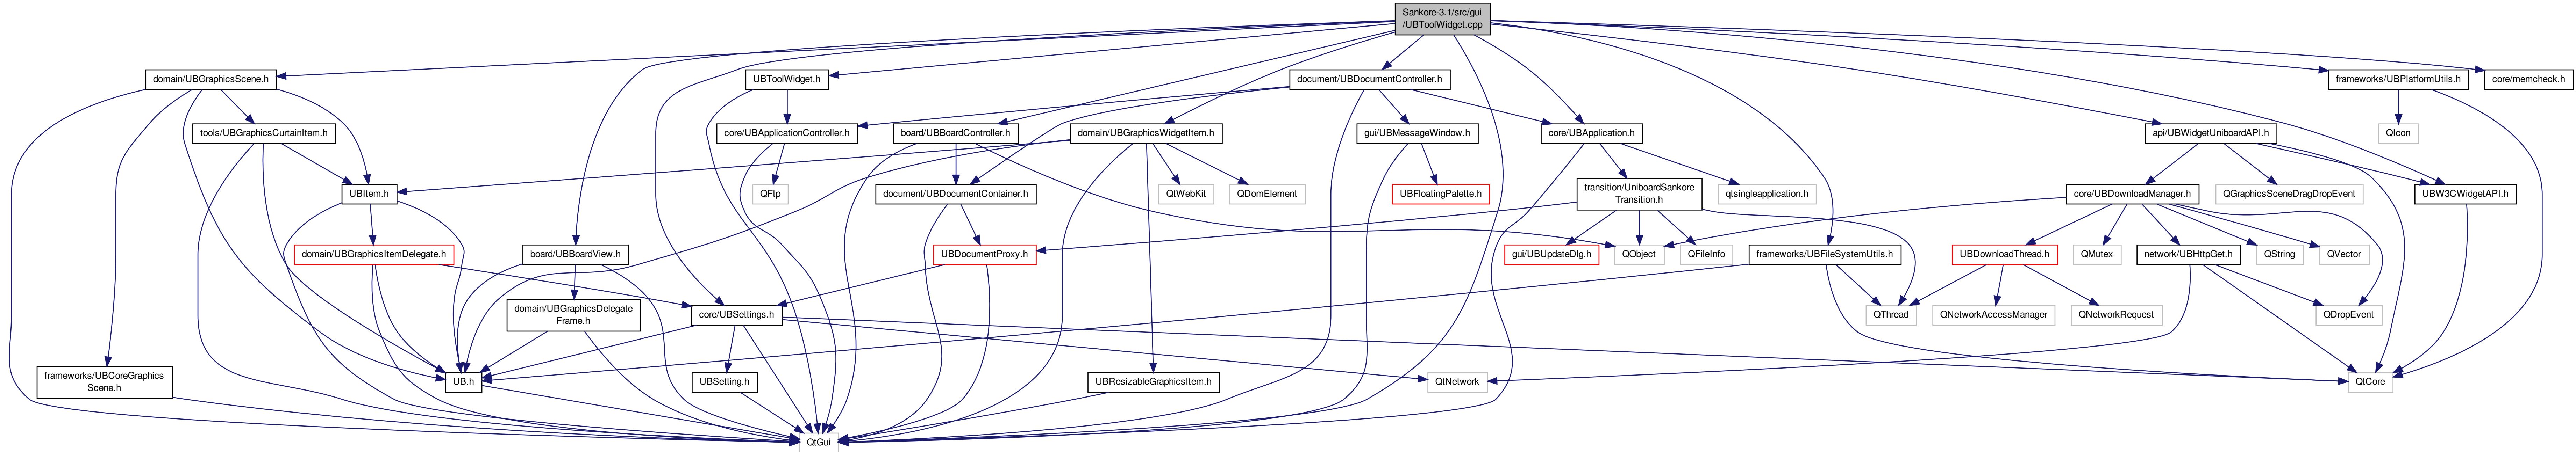 Sankore-3.1/src/gui
/UBToolWidget.cpp
domain/UBGraphicsScene.h
UBToolWidget.h
document/UBDocumentController.h
frameworks/UBPlatformUtils.h
core/memcheck.h
tools/UBGraphicsCurtainItem.h
core/UBApplicationController.h
board/UBBoardController.h
domain/UBGraphicsWidgetItem.h
gui/UBMessageWindow.h
core/UBApplication.h
api/UBWidgetUniboardAPI.h
QIcon
UBItem.h
QFtp
document/UBDocumentContainer.h
QtWebKit
QDomElement
UBFloatingPalette.h
transition/UniboardSankore
Transition.h
qtsingleapplication.h
core/UBDownloadManager.h
QGraphicsSceneDragDropEvent
UBW3CWidgetAPI.h
domain/UBGraphicsItemDelegate.h
board/UBBoardView.h
UBDocumentProxy.h
gui/UBUpdateDlg.h
QObject
QFileInfo
frameworks/UBFileSystemUtils.h
UBDownloadThread.h
QMutex
network/UBHttpGet.h
QString
QVector
domain/UBGraphicsDelegate
Frame.h
core/UBSettings.h
QThread
QNetworkAccessManager
QNetworkRequest
QDropEvent
frameworks/UBCoreGraphics
Scene.h
UB.h
UBSetting.h
UBResizableGraphicsItem.h
QtNetwork
QtCore
QtGui